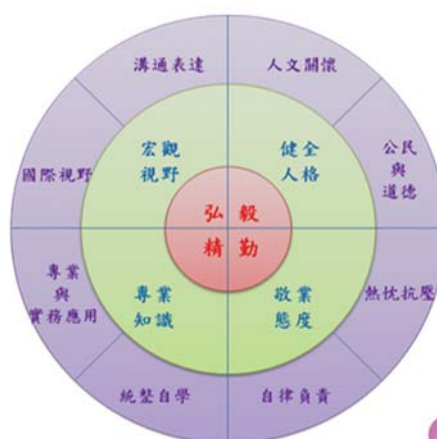 溝通表達
人文關懷
國際視野
宏觀
視野
健全
人格
公民
與
道德
弘毅
精勤
專業
與
實務應用
專業
知識
敬業
態度
熱忱抗壓
統整自學
自律負責